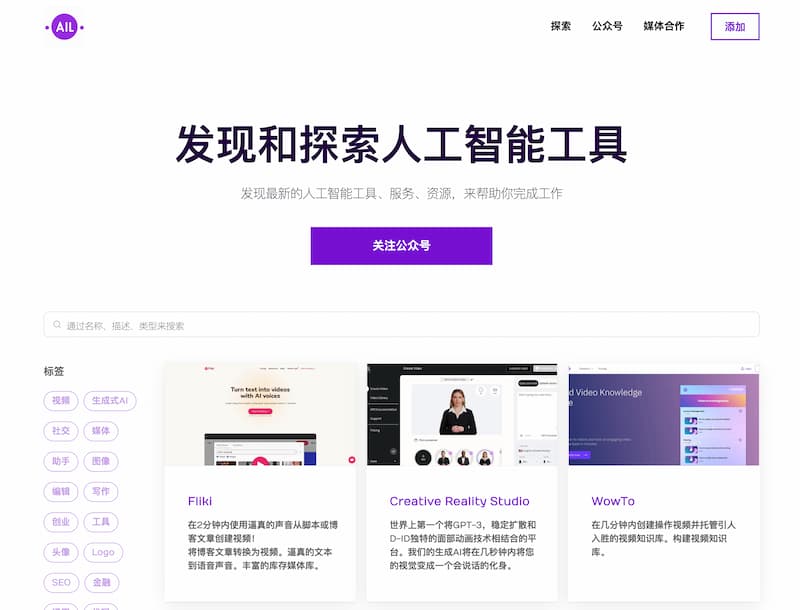 AIL
探索 公众号 媒体合作 添加
发现和探索人工智能工具
发现最新的人工智能工具、服务、资源，来帮助你完成工作
关注公众号
通过名称、描述、类型来搜索
标签
视频 生成式AI
社交 媒体
助手 图像
编辑 写作
创业 工具
头像 Logo
SEO 金融
Turn text into videos
with AI voices
Fliki
在2分钟内使用逼真的声音从脚本或博
客文章创建视频！
将博客文章转换为视频。逼真的文本
到语音声音。丰富的库存媒体库。
Creative Reality Studio
世界上第一个将GPT-3，稳定扩散和
D-ID独特的面部动画技术相结合的平
台。我们的生成AI将在几秒钟内将您
的视觉变成一个会说话的化身。
d Video Knowledge
WowTo
在几分钟内创建操作视频并托管引人
入胜的视频知识库。构建视频知识
库。